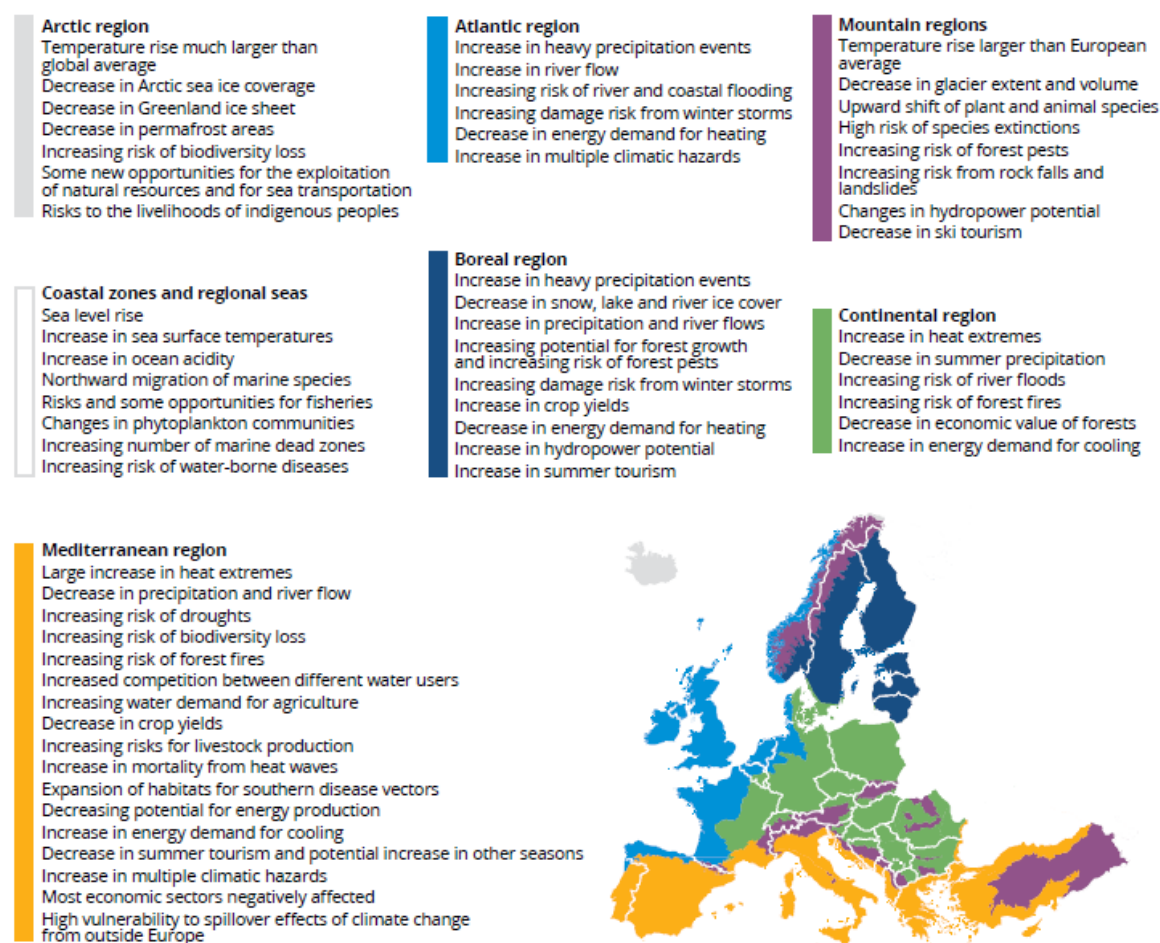 Arctic region
Temperature rise much larger than
global average
Decrease in Arctic sea ice coverage
Decrease in Greenland ice sheet
Decrease in permafrost areas
Increasing risk of biodiversity loss
Some new opportunities for the exploitation
of natural resources and for sea transportation
Risks to the livelihoods of indigenous peoples
Atlantic region
Increase in heavy precipitation events
Increase in river flow
Increasing risk of river and coastal flooding
Increasing damage risk from winter storms
Decrease in energy demand for heating
Increase in multiple climatic hazards
Mountain regions
Temperature rise larger than European
average
Decrease in glacier extent and volume
Upward shift of plant and animal species
High risk of species extinctions
Increasing risk of forest pests
Increasing risk from rock falls and
landslides
Changes in hydropower potential
Decrease in ski tourism
Coastal zones and regional seas
Sea level rise
Increase in sea surface temperatures
Increase in ocean acidity
Northward migration of marine species
Risks and some opportunities for fisheries
Changes in phytoplankton communities
Increasing number of marine dead zones
Increasing risk of water-borne diseases
Boreal region
Increase in heavy precipitation events
Decrease in snow, lake and river ice cover
Increase in precipitation and river flows
Increasing potential for forest growth
and increasing risk of forest pests
Increasing damage risk from winter storms
Increase in crop yields
Decrease in energy demand for heating
Increase in hydropower potential
Increase in summer tourism
Continental region
Increase in heat extremes
Decrease in summer precipitation
Increasing risk of river floods
Increasing risk of forest fires
Decrease in economic value of forests
Increase in energy demand for cooling
Mediterranean region
Large increase in heat extremes
Decrease in precipitation and river flow
Increasing risk of droughts
Increasing risk of biodiversity loss
Increasing risk of forest fires
Increased competition between different water users
Increasing water demand for agriculture
Decrease in crop yields
Increasing risks for livestock production
Increase in mortality from heat waves
Expansion of habitats for southern disease vectors
Decreasing potential for energy production
Increase in energy demand for cooling
Decrease in summer tourism and potential increase in other seasons
Increase in multiple climatic hazards
Most economic sectors negatively affected
High vulnerability to spillover effects of climate change
from outside Europe